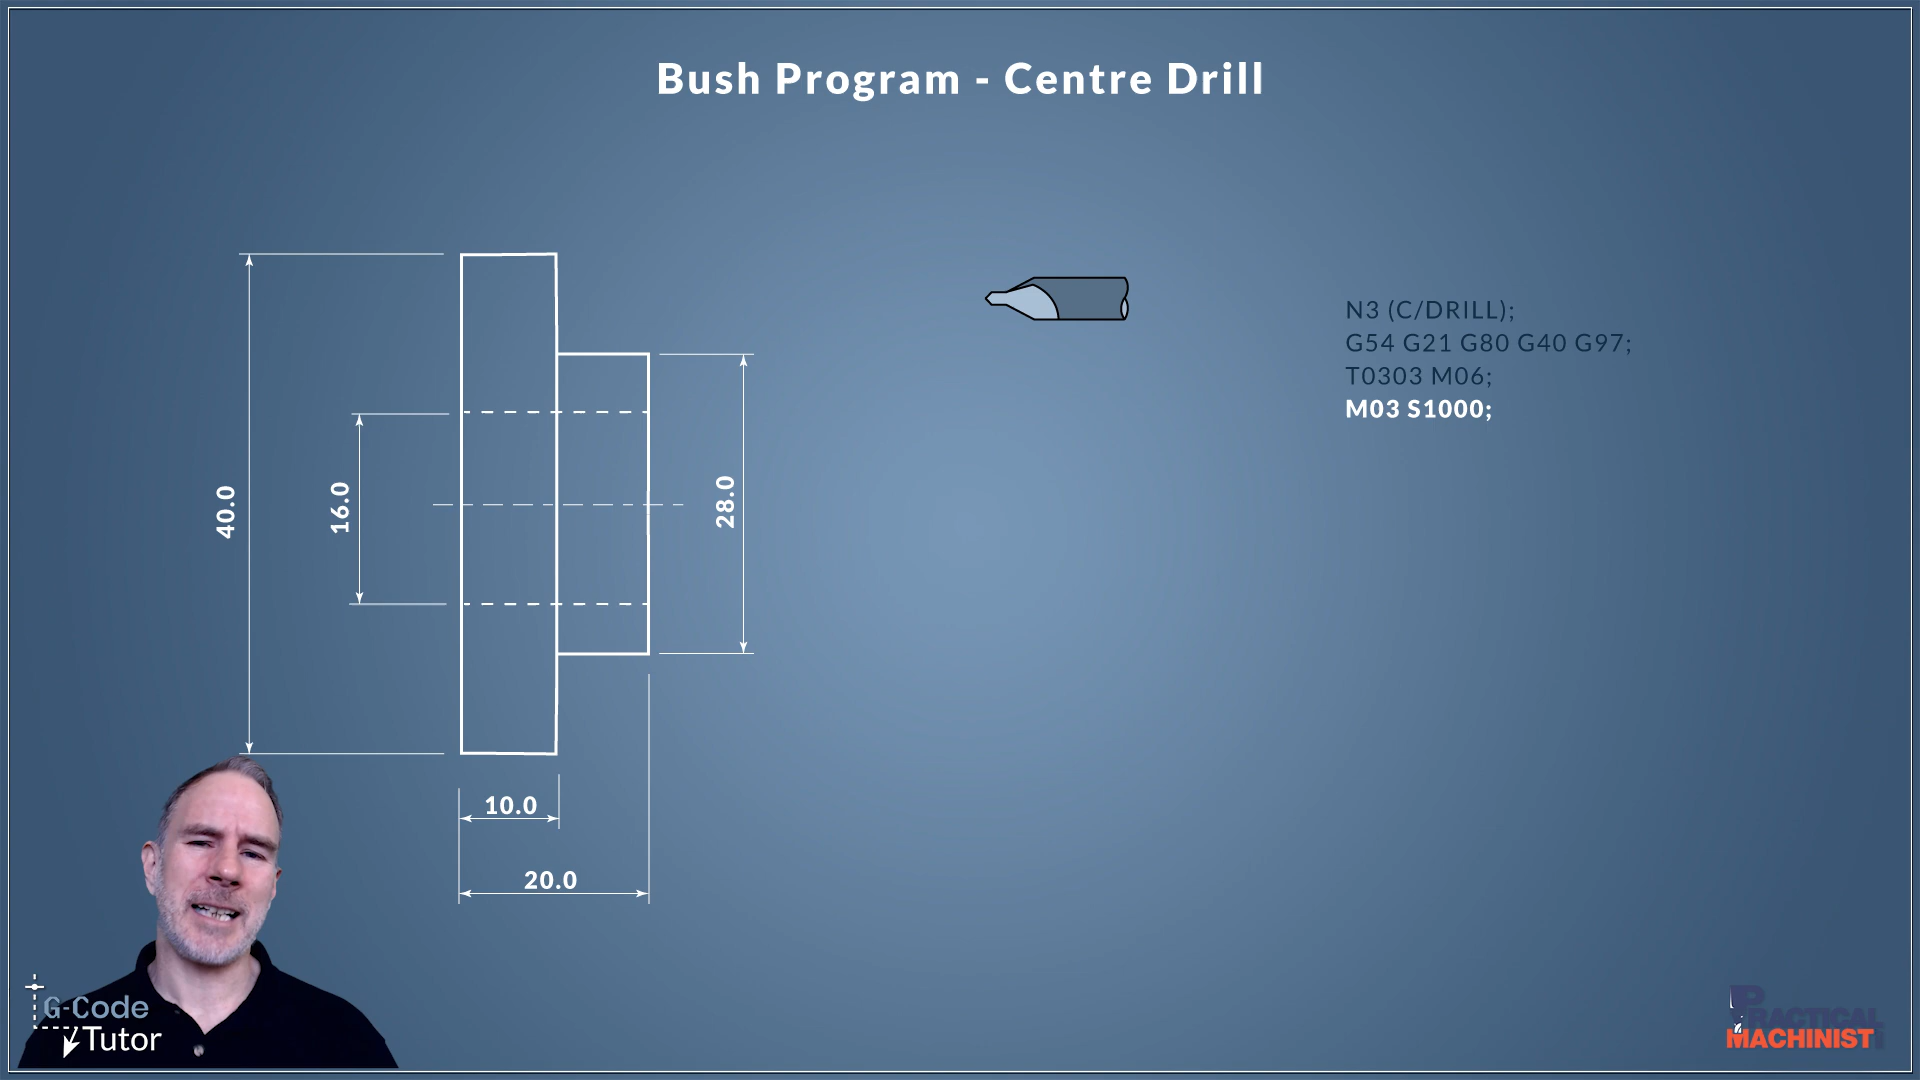 Bush Program - Centre Drill
N3 (C/DRILL);
G54 G21 G80 G40 G97;
T0303 M06;
M03 S1000;
40.0
16.0
28.0
10.0
20.0
G-Code
Tutor
PRACTICAL
MACHINIST